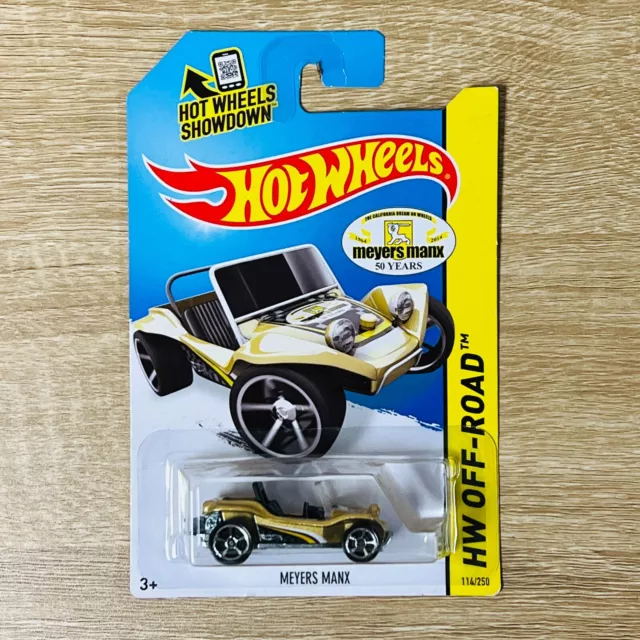 HOT WHEELS
SHOWDOWN™
HOT WHEELS
THE CALIFORNIA DREAM ON WHEELS
1964 2014
meyers manx
50 YEARS
HW OFF-ROAD™
3+
MEYERS MANX
114/250